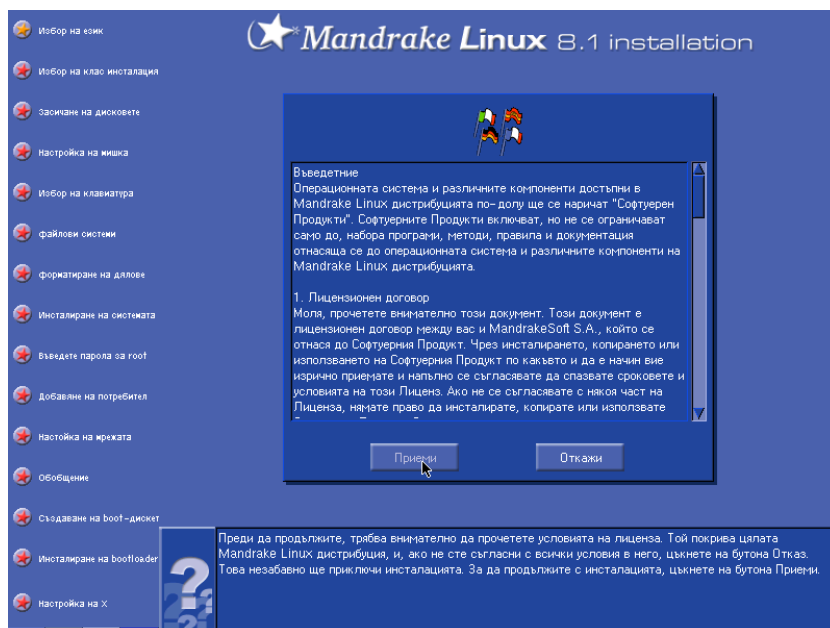 Mandrake Linux 8.1 installation
Избор на език
Избор на клас инсталация
Засичане на дисковете
Настройка на мишка
Избор на клавиатура
файлови системи
форматиране на дялове
Инсталиране на системата
Въведете парола за root
Добавяне на потребител
Настойка на мрежата
Обобщение
Създаване на boot-дискет
Инсталиране на bootloader
Настройка на X
Въведетние
Операционната система и различните компоненти достъпни в
Mandrake Linux дистрибуцията по-долу ще се наричат "Софтуерен
Продукти". Софтуерните Продукти включват, но не се ограничават
само до, набора програми, методи, правила и документация
отнасяща се до операционната система и различните компоненти на
Mandrake Linux дистрибуцията.
1. Лицензионен договор
Моля, прочетете внимателно този документ. Този документ е
лицензионен договор между вас и MandrakeSoft S.A., който се
отнася до Софтуерния Продукт. Чрез инсталирането, копирането или
използването на Софтуерния Продукт по какъвто и да е начин вие
изрично приемате и напълно се съгласявате да спазвате сроковете и
условията на този Лиценз. Ако не се съгласявате с някоя част на
Лиценза, нямате право да инсталирате, копирате или използвате
Приеми
Откажи
Преди да продължите, трябва внимателно да прочетете условията на лиценза. Той покрива цялата
Mandrake Linux дистрибуция, и, ако не сте съгласни с всички условия в него, цъкнете на бутона Отказ.
Това незабавно ще приключи инсталацията. За да продължите с инсталацията, цъкнете на бутона Приеми.